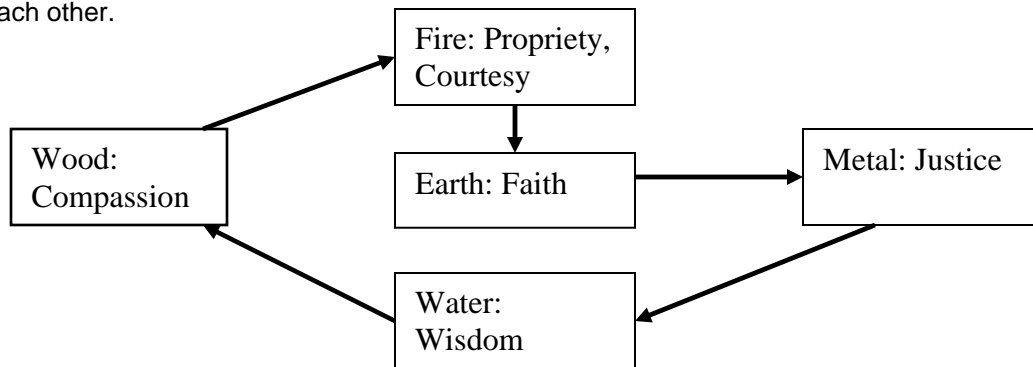 ach other.
Fire: Propriety,
Courtesy
Wood:
Compassion
Earth: Faith
Metal: Justice
Water:
Wisdom